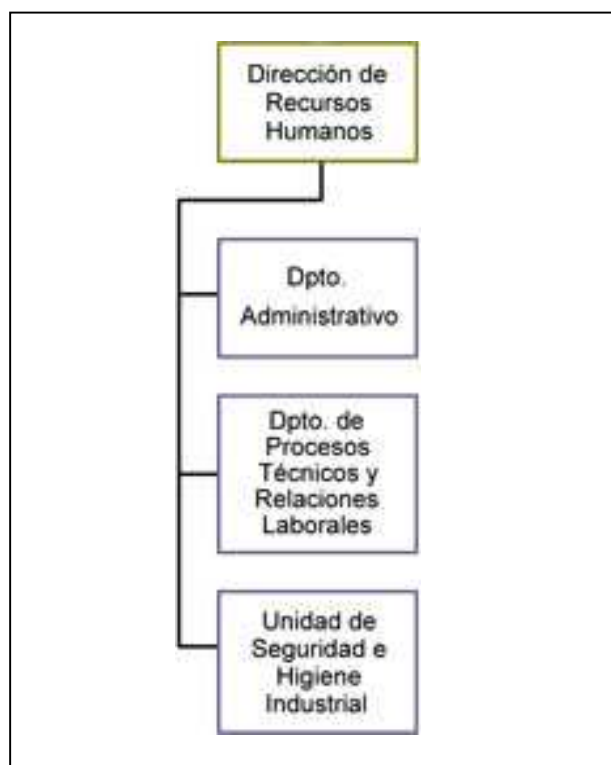 Dirección de
Recursos
Humanos
Dpto.
Administrativo
Dpto. de
Procesos
Técnicos y
Relaciones
Laborales
Unidad de
Seguridad e
Higiene
Industrial